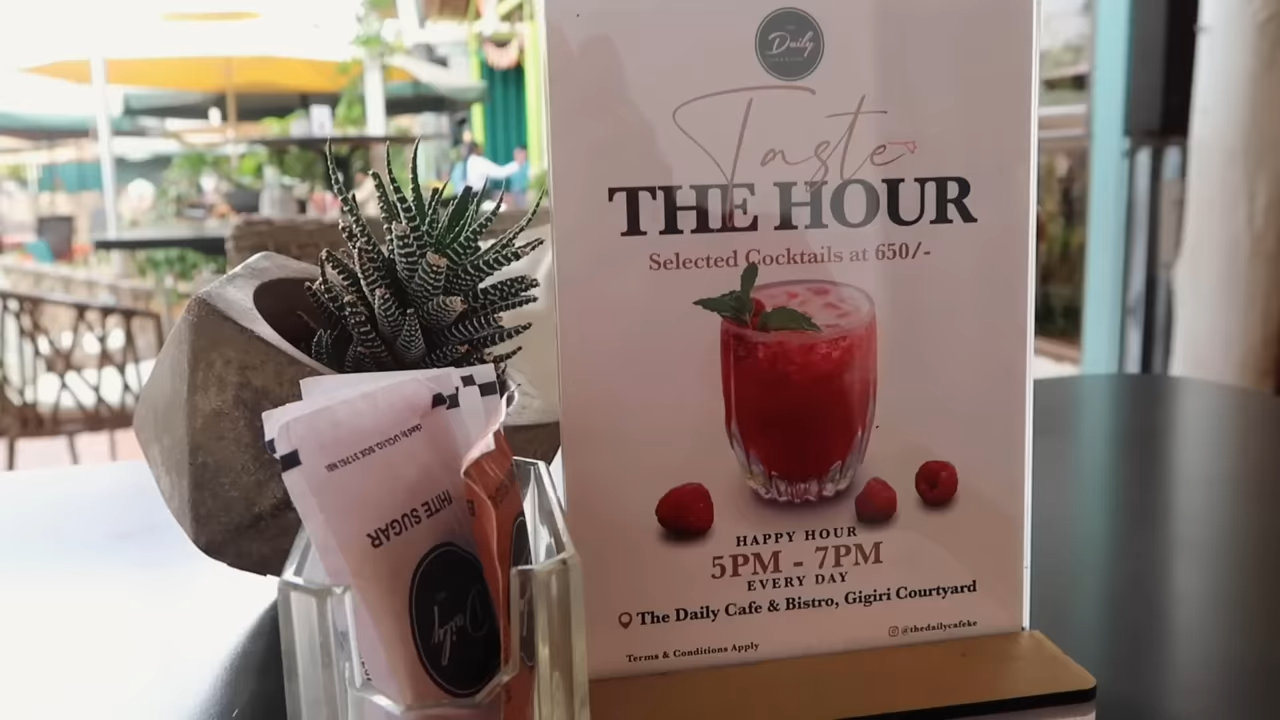 Daily
Taste
THE HOUR
Selected Cocktails at 650/-
HAPPY HOUR
5PM - 7PM
EVERY DAY
The Daily Cafe & Bistro, Gigiri Courtyard
@thedailycafeke
Terms & Conditions Apply
HITE SUGAR
Daily